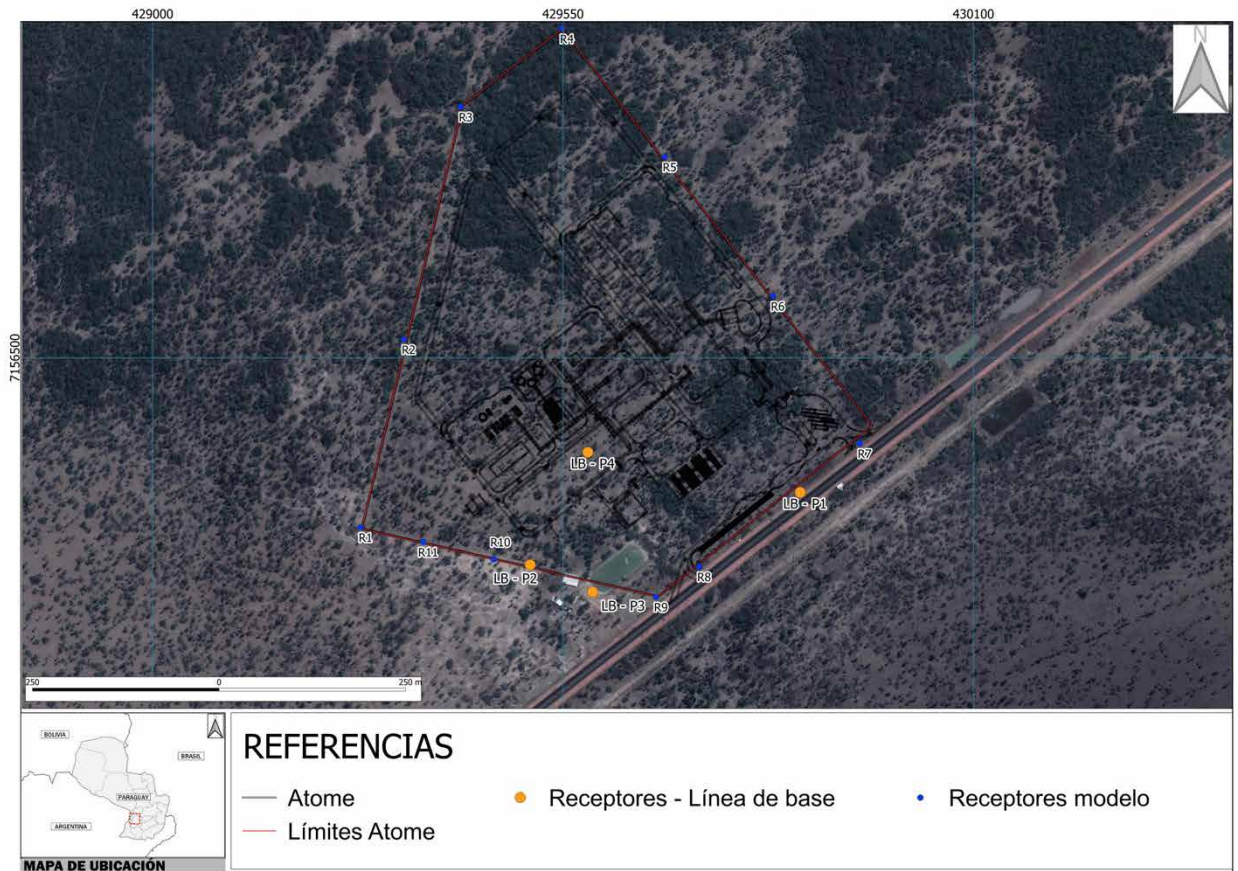 429000
429550
430100
N
R4
R3
R5
R6
R2
7156500
R7
LB - P4
LB - P1
R1
R11
R10
LB - P2
R8
R9
LB - P3
250
0
250 m
BOLIVIA
BRASIL
PARAGUAY
ARGENTINA
MAPA DE UBICACIÓN
REFERENCIAS
Atome
Receptores - Línea de base
Receptores modelo
Límites Atome